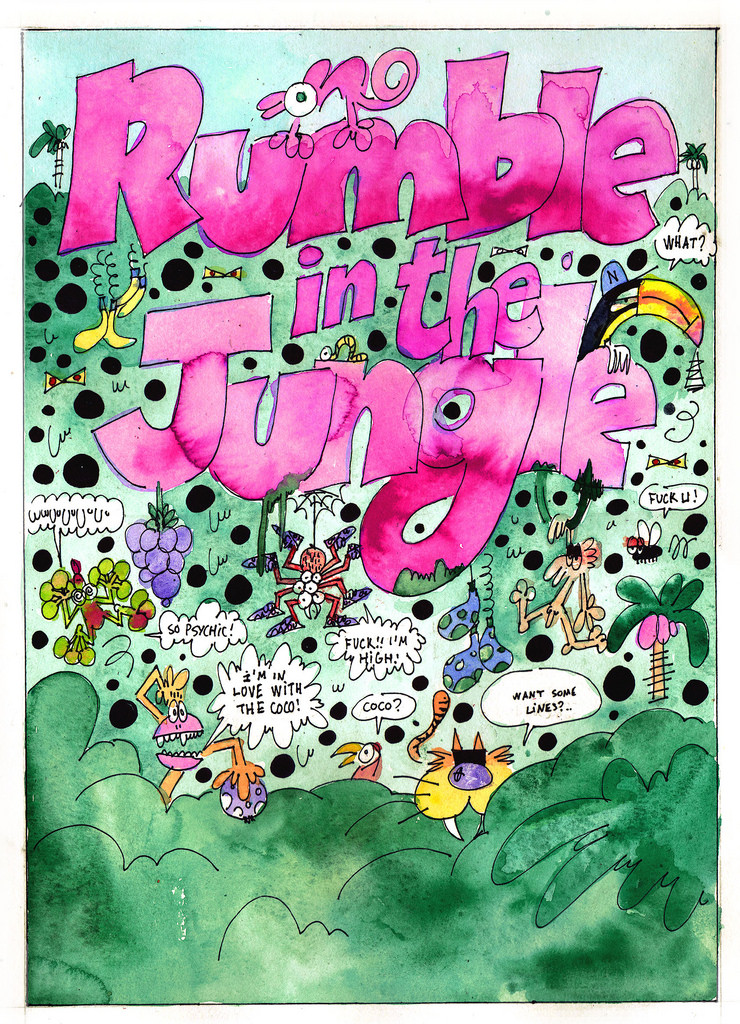 Rumble
in the
Jungle
WHAT?
N
FUCK U!
WUUUUUUUU
SO PSYCHIC!
FUCK!! I'M
HIGH!
I'M IN
LOVE WITH
THE COCO!
COCO?
WANT SOME
LINES?..